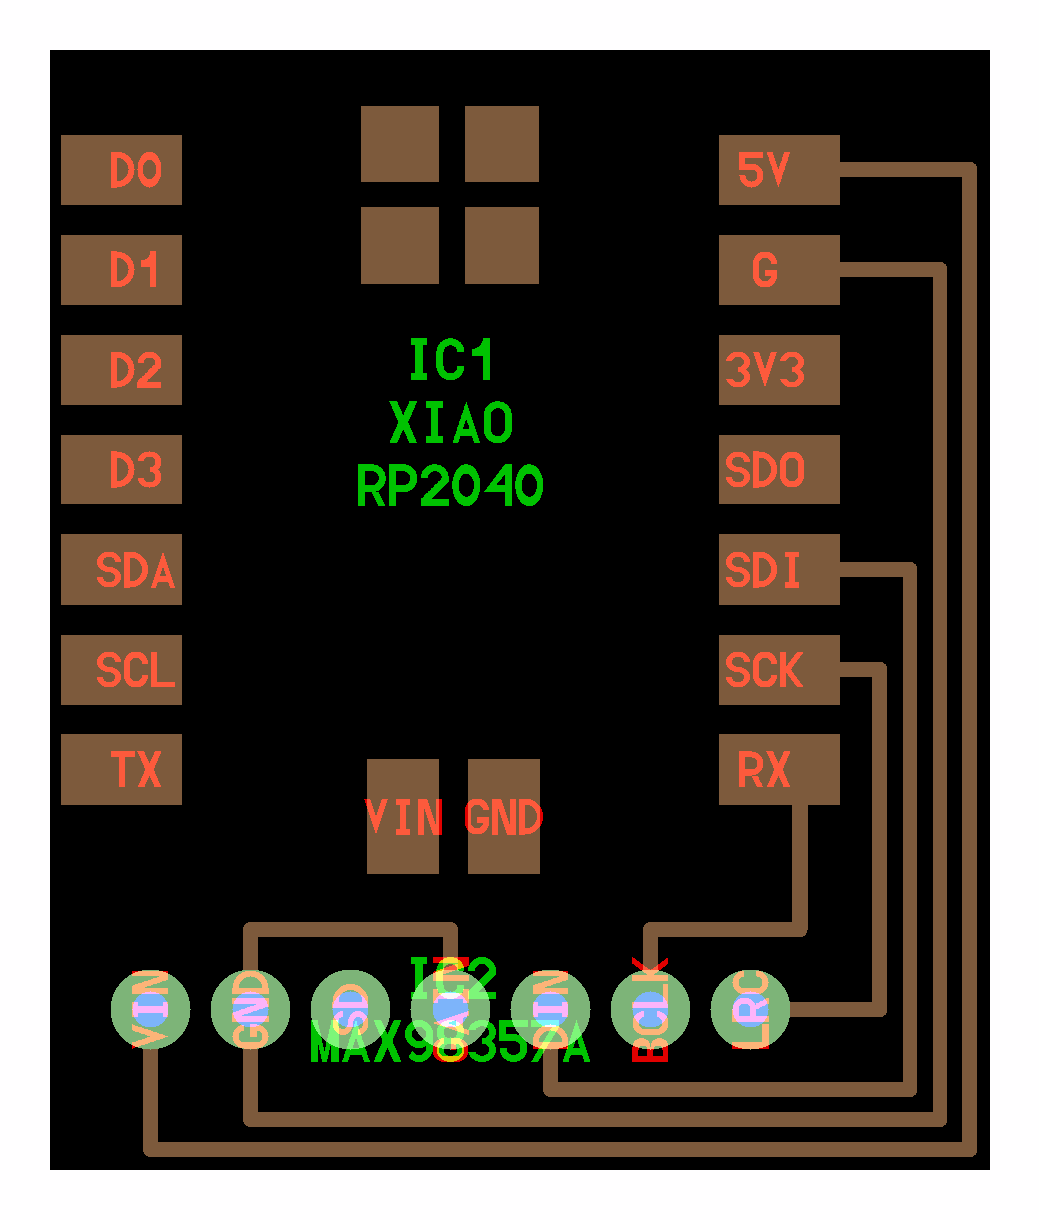 D0
5V
D1
G
IC1
D2
3V3
XIAO
D3
SDO
RP2040
SDA
SDI
SCL
SCK
TX
RX
VIN GND
IC2
VIN GND SD GAIN DIN BCLK LRC
MAX98357A